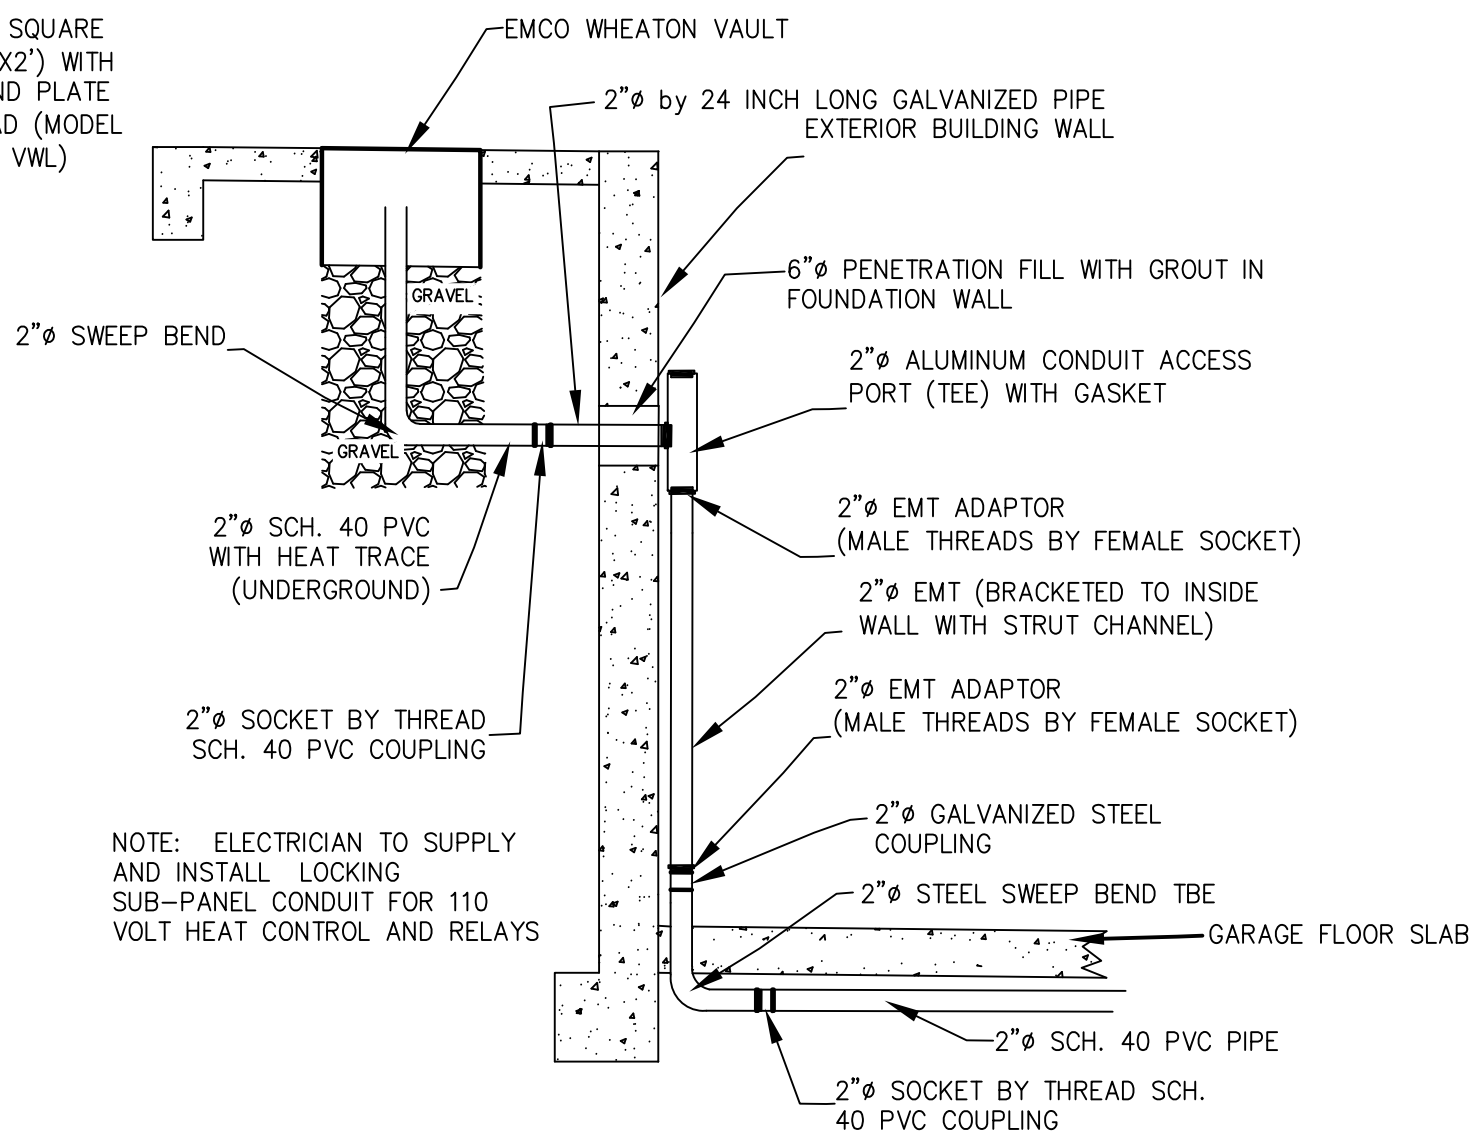 SQUARE
X2') WITH
ND PLATE
AD (MODEL
VWL)
EMCO WHEATON VAULT
2"ø by 24 INCH LONG GALVANIZED PIPE
EXTERIOR BUILDING WALL
6"ø PENETRATION FILL WITH GROUT IN
FOUNDATION WALL
GRAVEL
2"ø SWEEP BEND
2"ø ALUMINUM CONDUIT ACCESS
PORT (TEE) WITH GASKET
GRAVEL
2"ø SCH. 40 PVC
WITH HEAT TRACE
(UNDERGROUND)
2"ø EMT ADAPTOR
(MALE THREADS BY FEMALE SOCKET)
2"ø EMT (BRACKETED TO INSIDE
WALL WITH STRUT CHANNEL)
2"ø SOCKET BY THREAD
SCH. 40 PVC COUPLING
2"ø EMT ADAPTOR
(MALE THREADS BY FEMALE SOCKET)
NOTE: ELECTRICIAN TO SUPPLY
AND INSTALL LOCKING
SUB-PANEL CONDUIT FOR 110
VOLT HEAT CONTROL AND RELAYS
2"ø GALVANIZED STEEL
COUPLING
2"ø STEEL SWEEP BEND TBE
GARAGE FLOOR SLAB
2"ø SCH. 40 PVC PIPE
2"ø SOCKET BY THREAD SCH.
40 PVC COUPLING